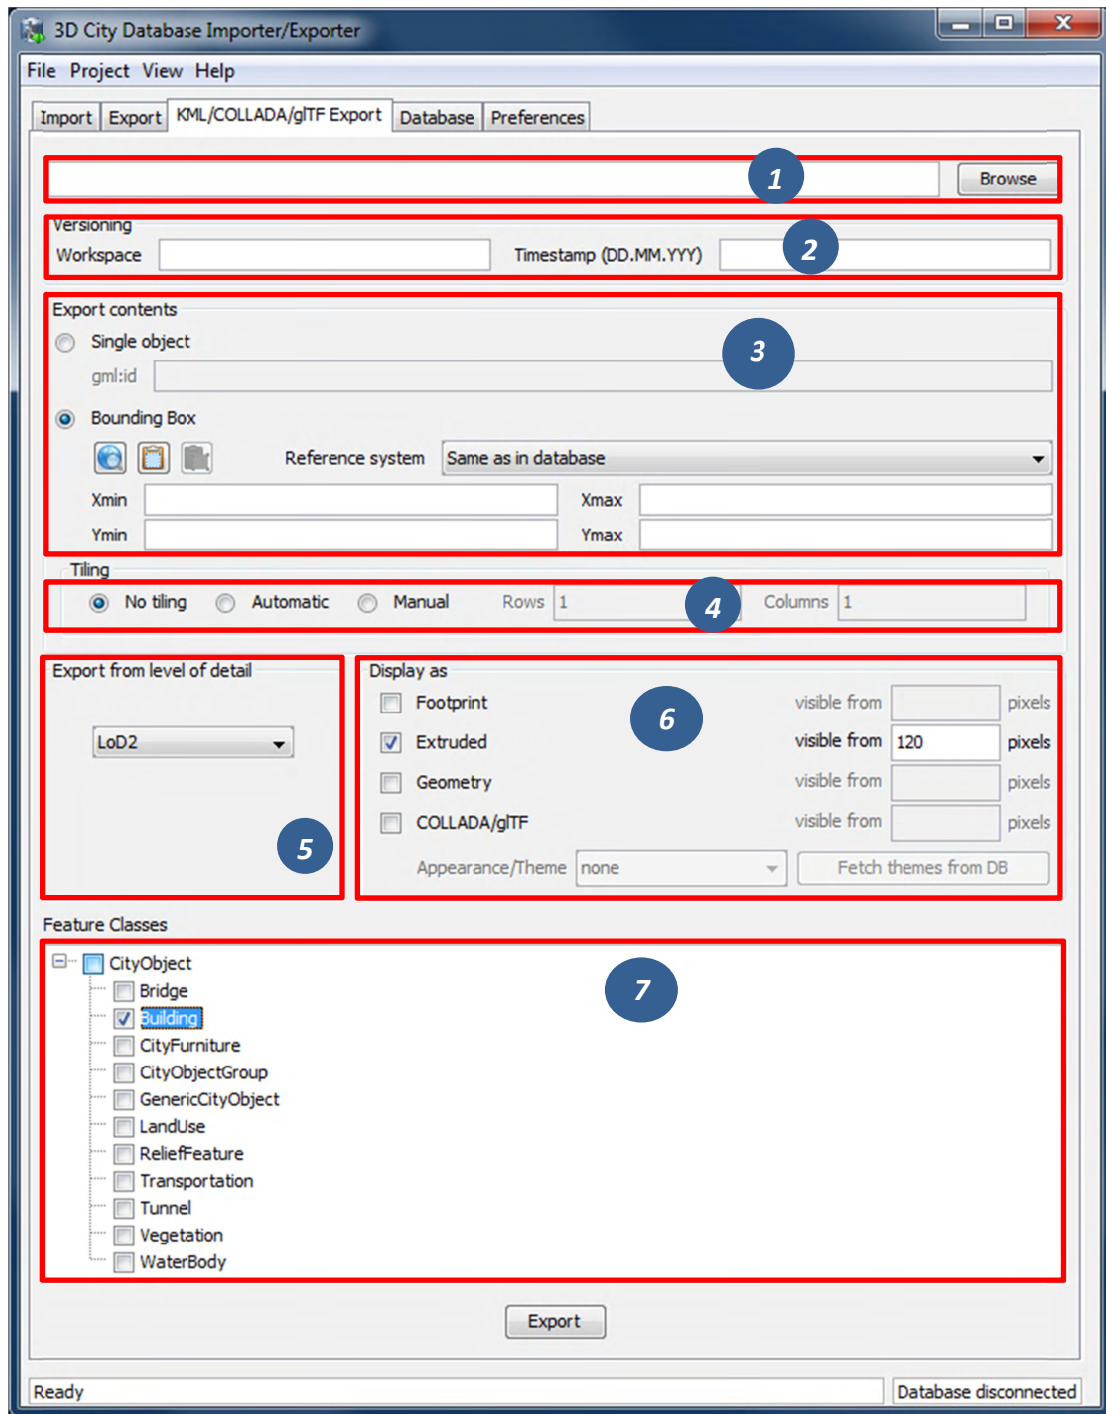 3D City Database Importer/Exporter
File Project View Help
Import Export KML/COLLADA/glTF Export Database Preferences
1 Browse
Versioning
Workspace Timestamp (DD.MM.YYY) 2
Export contents
Single object 3
gml:id
Bounding Box
Reference system Same as in database
Xmin Xmax
Ymin Ymax
Tiling
No tiling Automatic Manual Rows 1 4 Columns 1
Export from level of detail
LoD2
5
Display as
Footprint 6 visible from pixels
Extruded visible from 120 pixels
Geometry visible from pixels
COLLADA/glTF visible from pixels
Appearance/Theme none Fetch themes from DB
Feature Classes
CityObject
7
Bridge
Building
CityFurniture
CityObjectGroup
GenericCityObject
LandUse
ReliefFeature
Transportation
Tunnel
Vegetation
WaterBody
Export
Ready Database disconnected